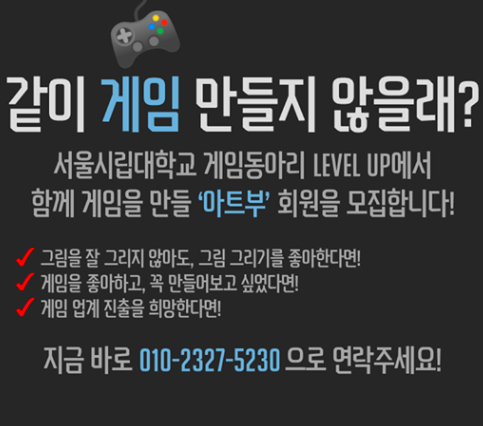 같이 게임 만들지 않을래?
서울시립대학교 게임동아리 LEVEL UP에서
함께 게임을 만들 ‘아트부’ 회원을 모집합니다!
✓ 그림을 잘 그리지 않아도, 그림 그리기를 좋아한다면!
✓ 게임을 좋아하고, 꼭 만들어보고 싶었다면!
✓ 게임 업계 진출을 희망한다면!
지금 바로 010-2327-5230 으로 연락주세요!